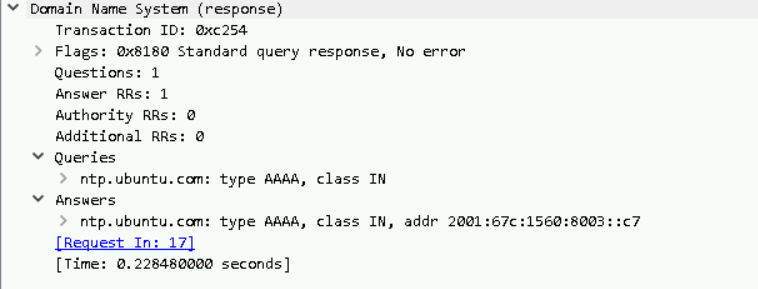 Domain Name System (response)
Transaction ID: 0xc254
Flags: 0x8180 Standard query response, No error
Questions: 1
Answer RRs: 1
Authority RRs: 0
Additional RRs: 0
Queries
ntp.ubuntu.com: type AAAA, class IN
Answers
ntp.ubuntu.com: type AAAA, class IN, addr 2001:67c:1560:8003::c7
[Request In: 17]
[Time: 0.228480000 seconds]